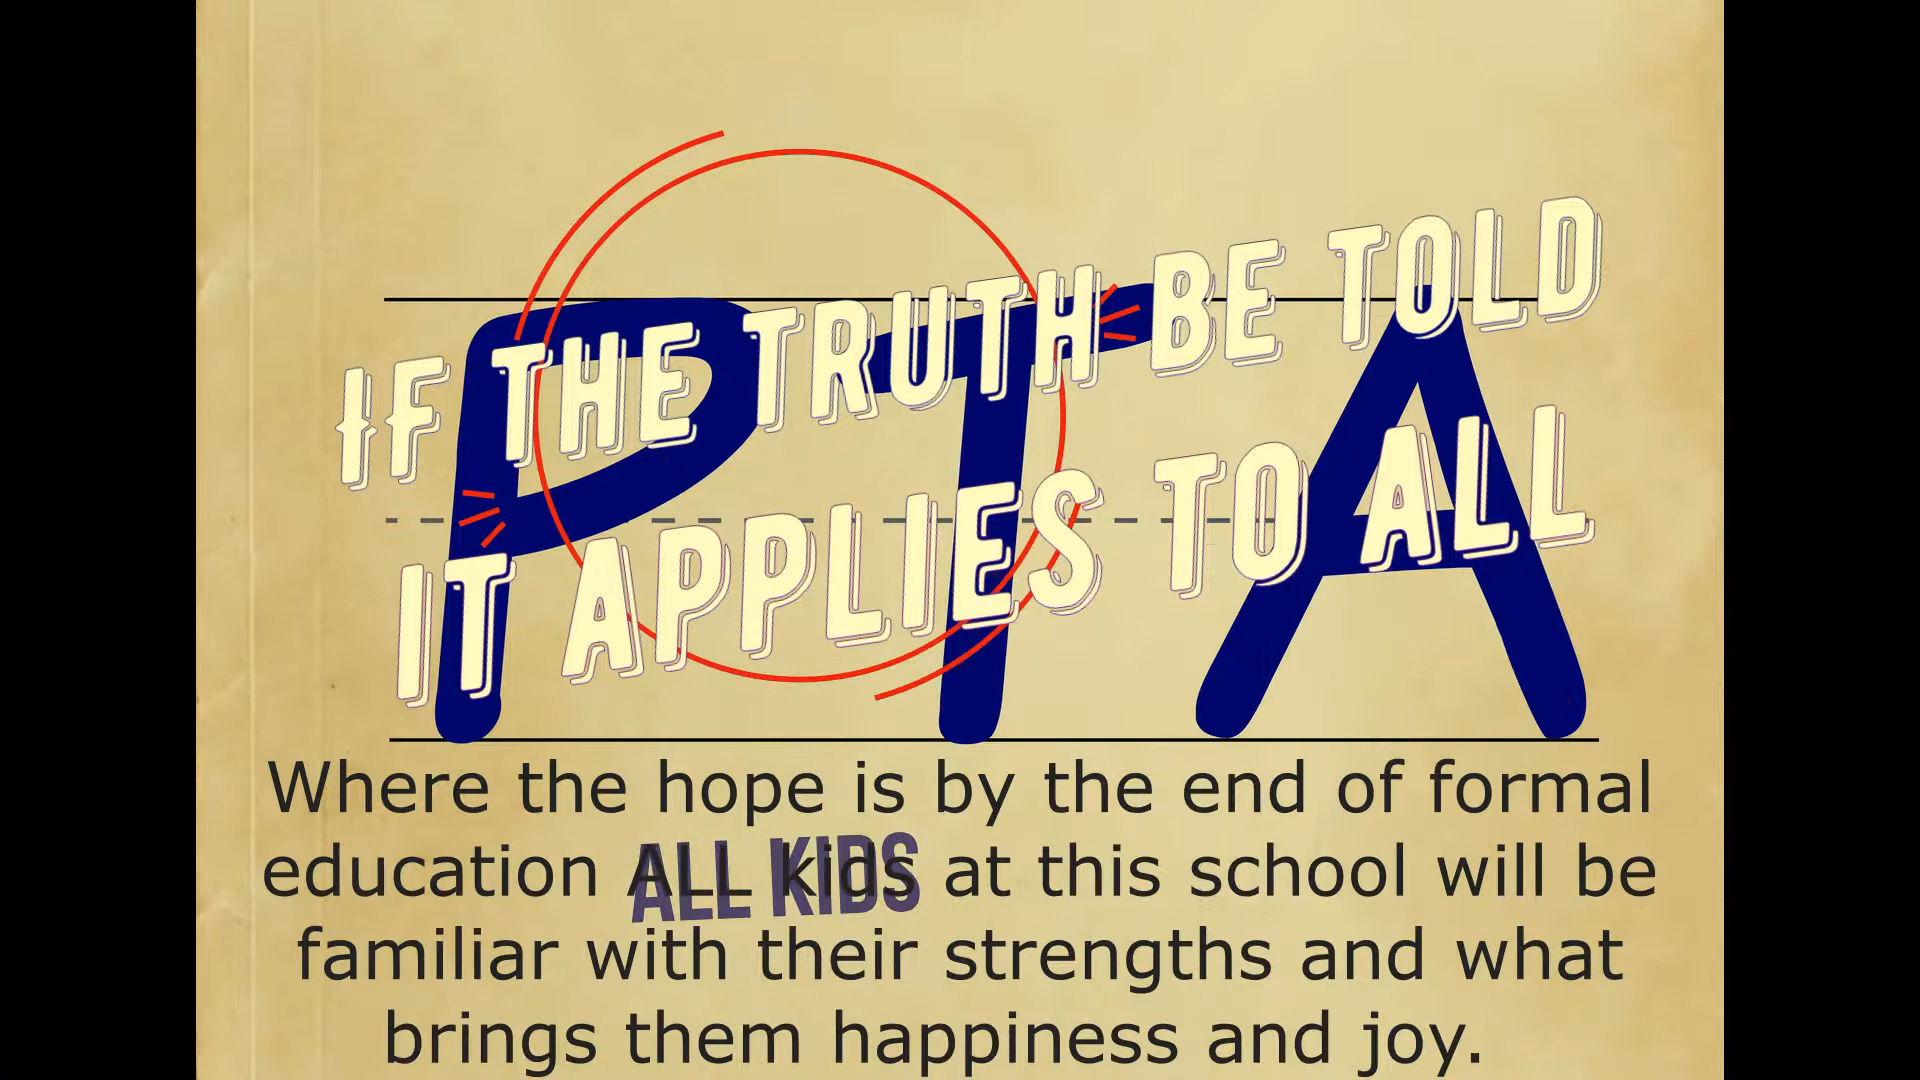 PTA
IF THE TRUTH BE TOLD
IT APPLIES TO ALL
Where the hope is by the end of formal
education ALL kids at this school will be
ALL KIDS
familiar with their strengths and what
brings them happiness and joy.